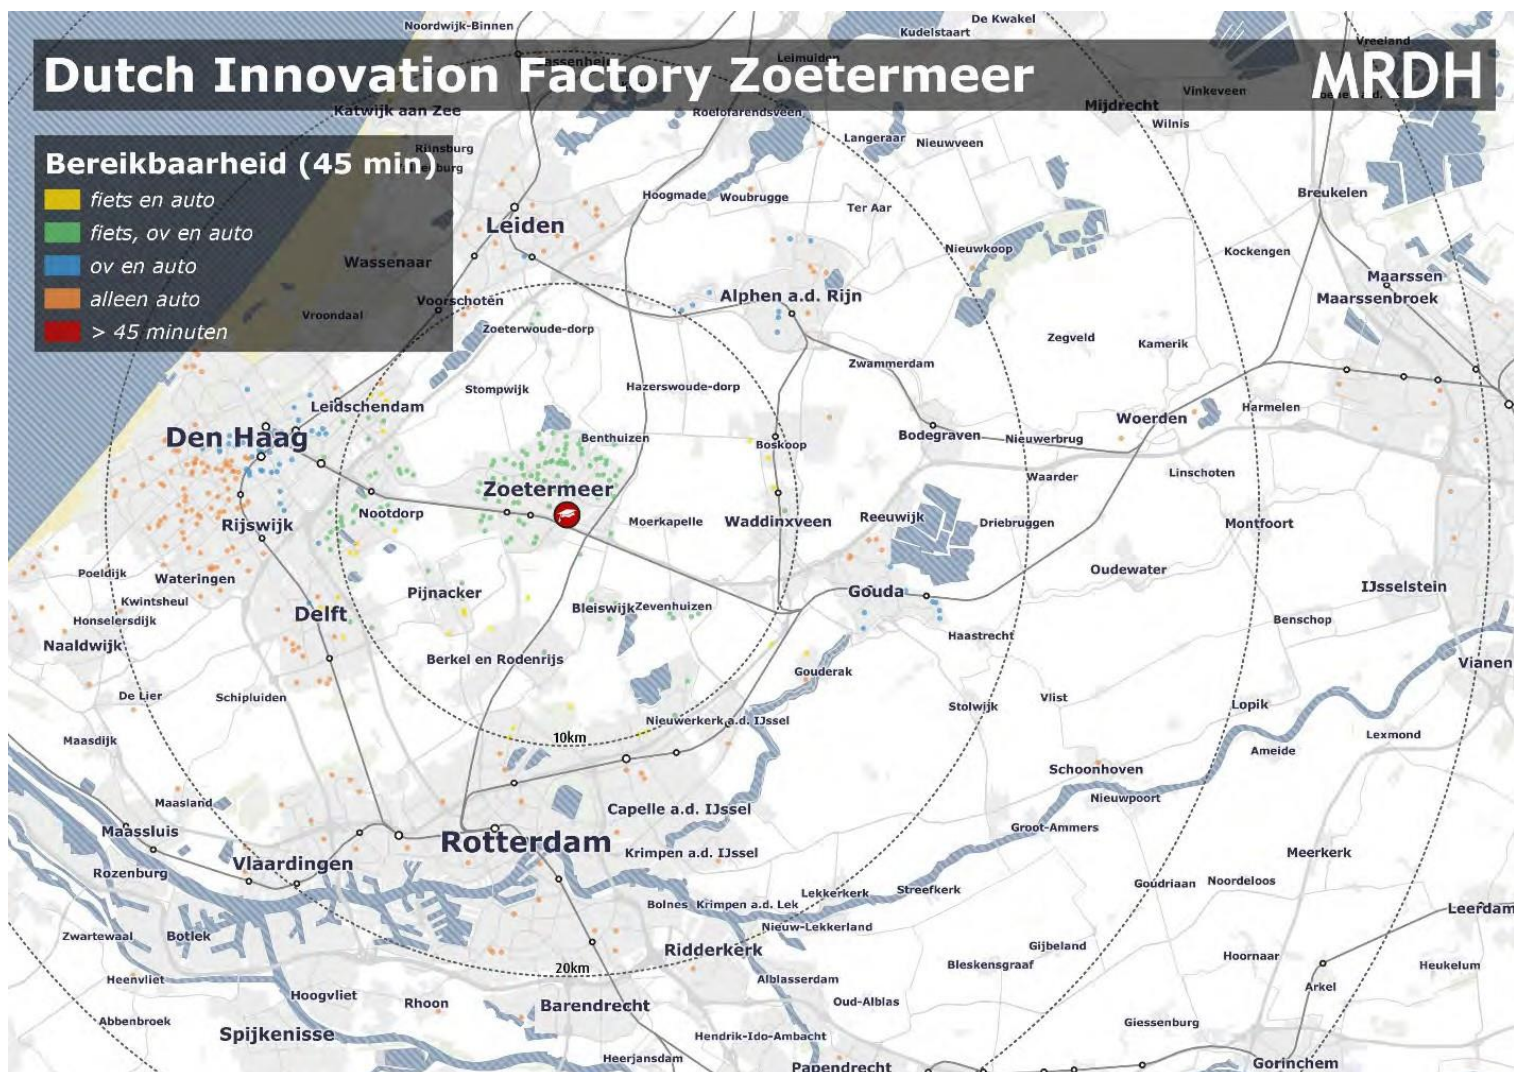 Noordwijk-Binnen
De Kwakel
Kudelstaart
Vreeland
Leimuiden
Dutch Innovation Factory Zoetermeer
MRDH
Vinkeveen
Katwijk aan Zee
Roelofarendsveen
Mijdrecht
Wilnis
Langeraar
Nieuwveen
Bereikbaarheid (45 min)
Rijnsburg
fiets en auto
fiets, ov en auto
ov en auto
alleen auto
> 45 minuten
Hoogmade
Woubrugge
Ter Aar
Breukelen
Leiden
Nieuwkoop
Kockengen
Wassenaar
Maarssen
Maarssenbroek
Voorschoten
Alphen a.d. Rijn
Vroondaal
Zoeterwoude-dorp
Zegveld
Kamerik
Zwammerdam
Stompwijk
Hazerswoude-dorp
Leidschendam
Harmelen
Woerden
Den Haag
Benthuizen
Boskoop
Bodegraven
Nieuwerbrug
Linschoten
Waarder
Zoetermeer
Nootdorp
Rijswijk
Moerkapelle
Waddinxveen
Reeuwijk
Driebruggen
Montfoort
Poeldijk
Wateringen
Oudewater
Kwintsheul
Pijnacker
Gouda
IJsselstein
Honselersdijk
Delft
Bleiswijk
Zevenhuizen
Benschop
Haastrecht
Naaldwijk
Berkel en Rodenrijs
Gouderak
Vianen
De Lier
Schipluiden
Vlist
Stolwijk
Lopik
Nieuwerkerk a.d. IJssel
Maasdijk
10km
Lexmond
Ameide
Schoonhoven
Maasland
Nieuwpoort
Capelle a.d. IJssel
Maassluis
Groot-Ammers
Rotterdam
Krimpen a.d. IJssel
Meerkerk
Vlaardingen
Rozenburg
Goudriaan
Noordeloos
Lekkerkerk
Streefkerk
Bolnes
Krimpen a.d. Lek
Leerdam
Zwartewaal
Botlek
Nieuw-Lekkerland
Ridderkerk
Gijbeland
Hoornaar
Heenvliet
20km
Bleskensgraaf
Heukelum
Alblasserdam
Arkel
Hoogvliet
Rhoon
Barendrecht
Oud-Alblas
Abbenbroek
Giessenburg
Spijkenisse
Hendrik-Ido-Ambacht
Heerjansdam
Papendrecht
Gorinchem